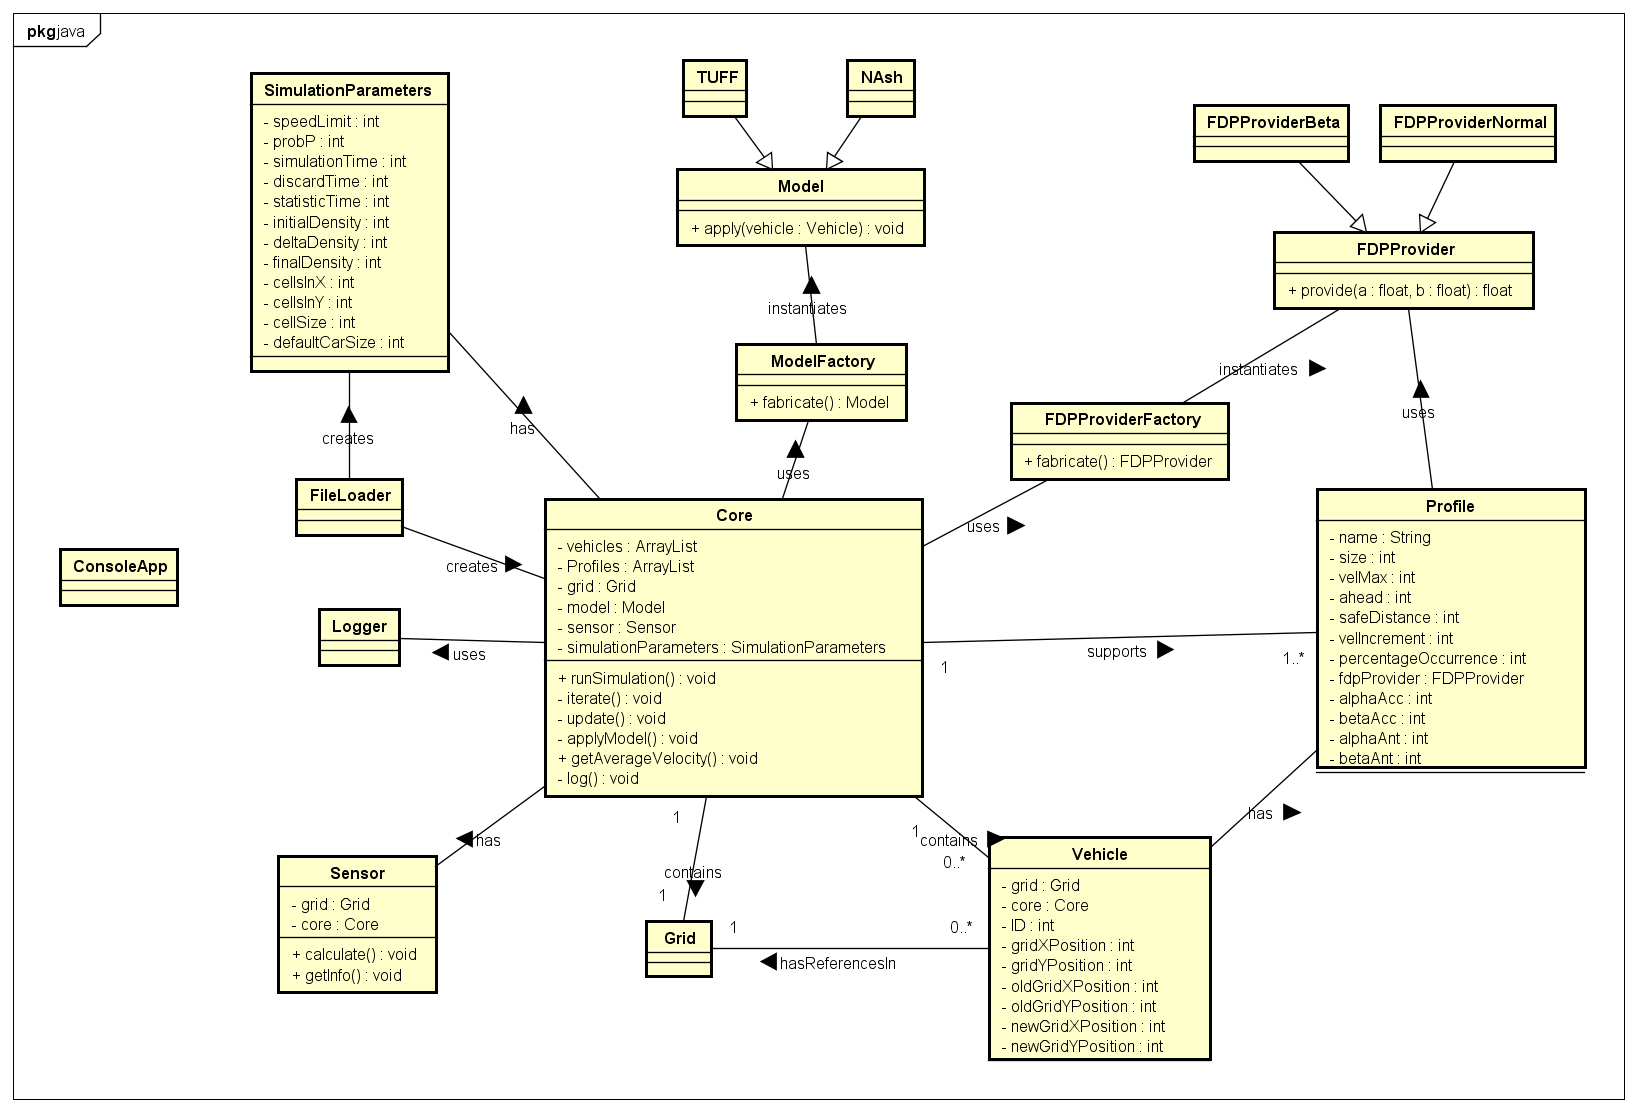 pkg java
SimulationParameters
- speedLimit : int
- probP : int
- simulationTime : int
- discardTime : int
- statisticTime : int
- initialDensity : int
- deltaDensity : int
- finalDensity : int
- cellsInX : int
- cellsInY : int
- cellSize : int
- defaultCarSize : int
TUFF
NAsh
Model
+ apply(vehicle : Vehicle) : void
FDPProviderBeta
FDPProviderNormal
FDPProvider
+ provide(a : float, b : float) : float
instantiates
ModelFactory
+ fabricate() : Model
instantiates
FDPProviderFactory
+ fabricate() : FDPProvider
uses
creates
has
uses
FileLoader
creates
uses
ConsoleApp
Logger
uses
Core
- vehicles : ArrayList
- Profiles : ArrayList
- grid : Grid
- model : Model
- sensor : Sensor
- simulationParameters : SimulationParameters
+ runSimulation() : void
- iterate() : void
- update() : void
- applyModel() : void
+ getAverageVelocity() : void
- log() : void
supports
1
1..*
Profile
- name : String
- size : int
- velMax : int
- ahead : int
- safeDistance : int
- velIncrement : int
- percentageOccurrence : int
- fdpProvider : FDPProvider
- alphaAcc : int
- betaAcc : int
- alphaAnt : int
- betaAnt : int
has
has
1
contains
1
1
contains
0..*
Sensor
- grid : Grid
- core : Core
+ calculate() : void
+ getInfo() : void
Grid
1
0..*
hasReferencesIn
Vehicle
- grid : Grid
- core : Core
- ID : int
- gridXPosition : int
- gridYPosition : int
- oldGridXPosition : int
- oldGridYPosition : int
- newGridXPosition : int
- newGridYPosition : int